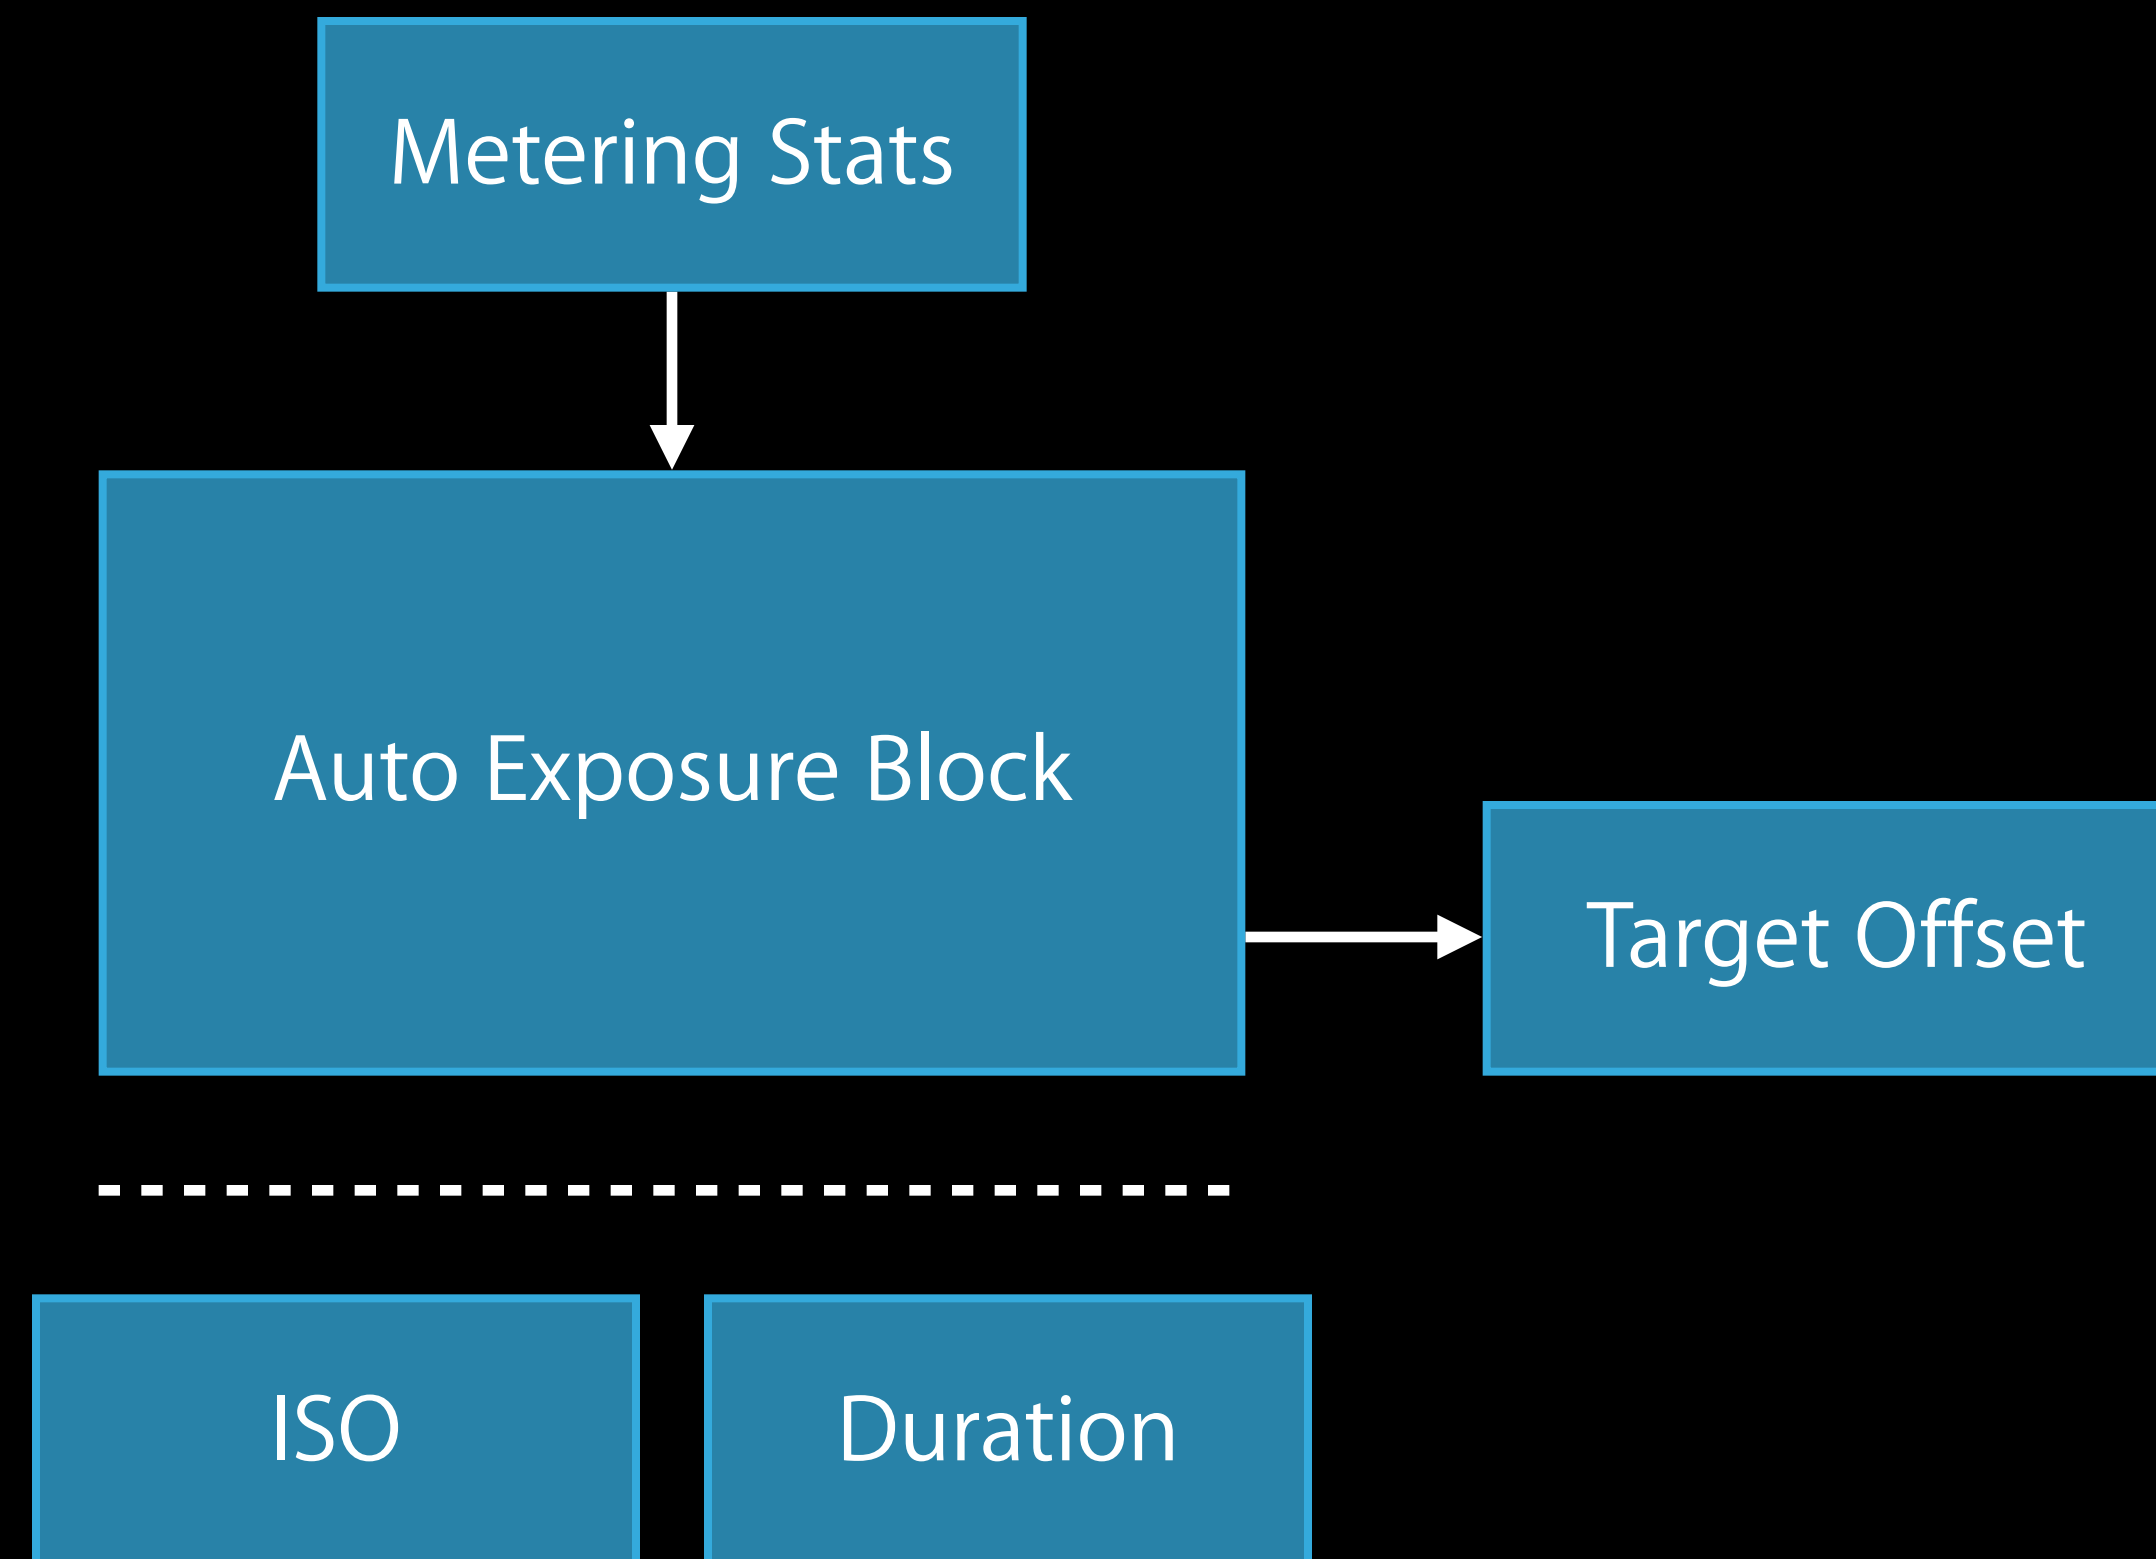 Metering Stats
Auto Exposure Block
Target Offset
ISO
Duration